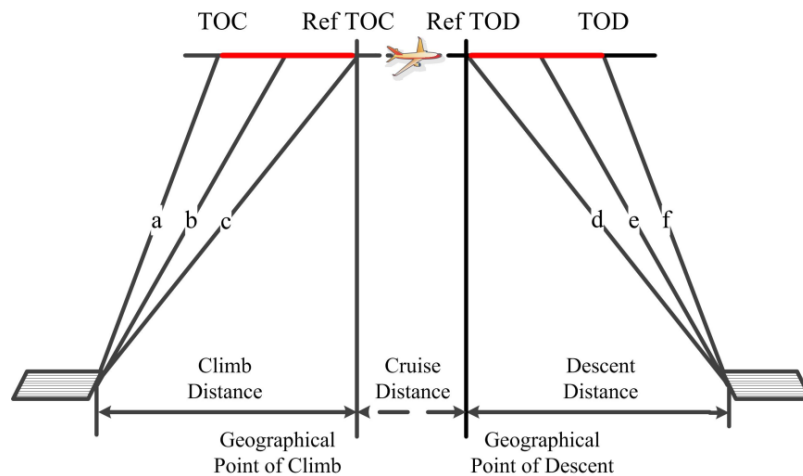 TOC Ref TOC Ref TOD TOD
a b c d e f
Climb Distance
Cruise Distance
Descent Distance
Geographical Point of Climb
Geographical Point of Descent